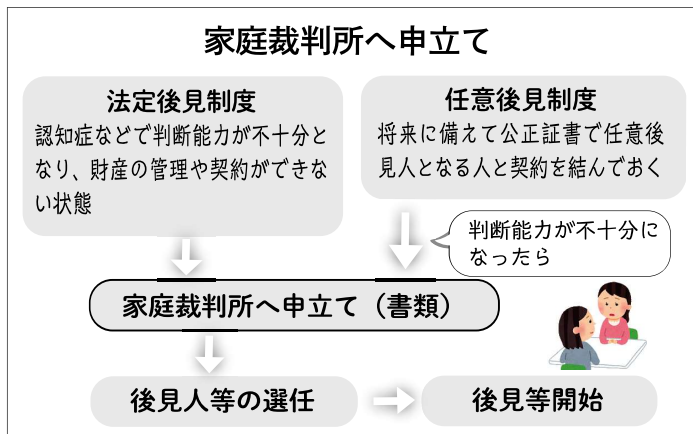 家庭裁判所へ申立て
法定後見制度
認知症などで判断能力が不十分と
なり、財産の管理や契約ができな
い状態
任意後見制度
将来に備えて公正証書で任意後
見人となる人と契約を結んでおく
判断能力が不十分に
なったら
家庭裁判所へ申立て（書類）
後見人等の選任
後見等開始